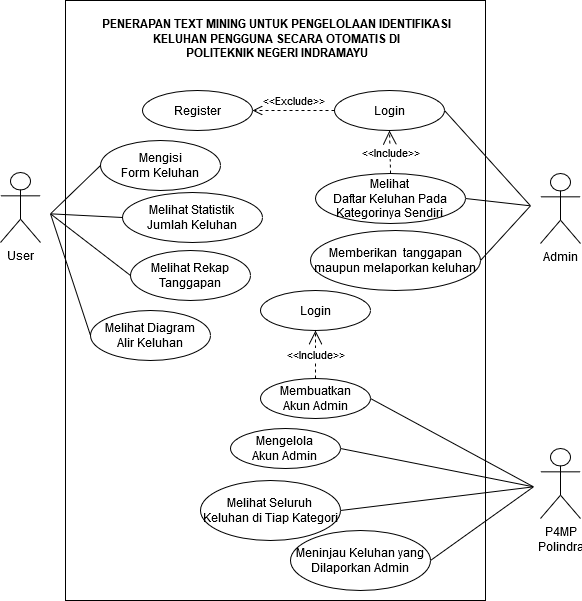 PENERAPAN TEXT MINING UNTUK PENGELOLAAN IDENTIFIKASI
KELUHAN PENGGUNA SECARA OTOMATIS DI
POLITEKNIK NEGERI INDRAMAYU
Register
<<Exclude>>
Login
Mengisi
Form Keluhan
<<Include>>
Melihat
Daftar Keluhan Pada
Kategorinya Sendiri
Melihat Statistik
Jumlah Keluhan
User
Admin
Memberikan tanggapan
maupun melaporkan keluhan
Melihat Rekap
Tanggapan
Login
Melihat Diagram
Alir Keluhan
<<Include>>
Membuatkan
Akun Admin
Mengelola
Akun Admin
Melihat Seluruh
Keluhan di Tiap Kategori
P4MP
Polindra
Meninjau Keluhan yang
Dilaporkan Admin